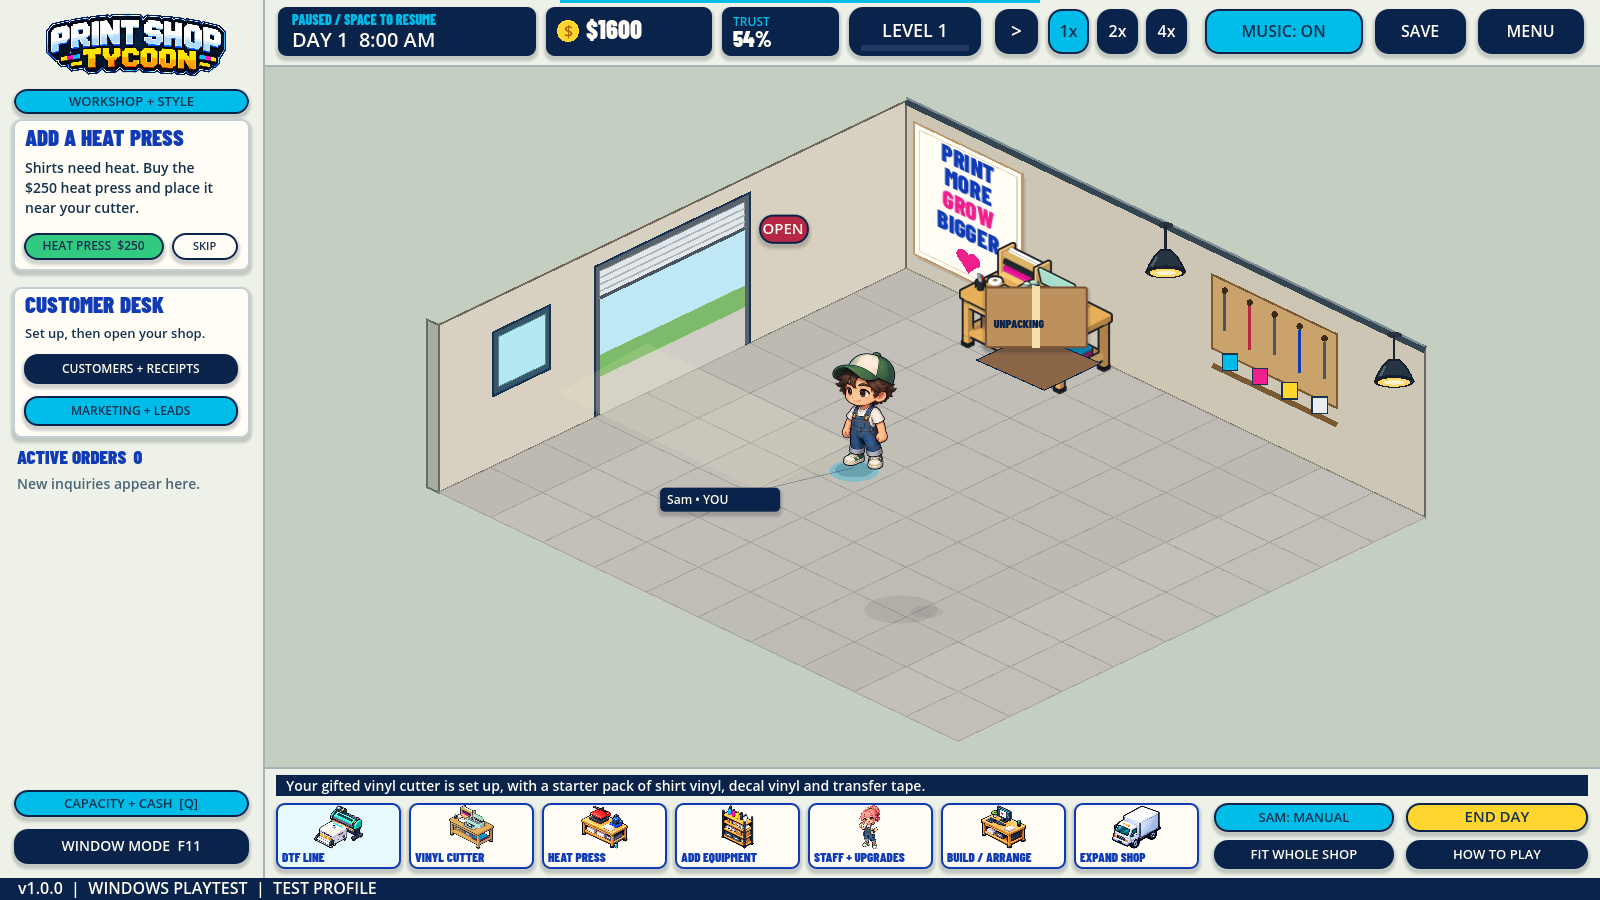 PRINT SHOP
TYCOON
WORKSHOP + STYLE
ADD A HEAT PRESS
Shirts need heat. Buy the
$250 heat press and place it
near your cutter.
HEAT PRESS $250
SKIP
CUSTOMER DESK
Set up, then open your shop.
CUSTOMERS + RECEIPTS
MARKETING + LEADS
ACTIVE ORDERS 0
New inquiries appear here.
CAPACITY + CASH [Q]
WINDOW MODE F11
PAUSED / SPACE TO RESUME
DAY 1 8:00 AM
$
$1600
TRUST
54%
LEVEL 1
>
1x
2x
4x
MUSIC: ON
SAVE
MENU
OPEN
PRINT
MORE
GROW
BIGGER
UNPACKING
Sam • YOU
Your gifted vinyl cutter is set up, with a starter pack of shirt vinyl, decal vinyl and transfer tape.
DTF LINE
VINYL CUTTER
HEAT PRESS
ADD EQUIPMENT
STAFF + UPGRADES
BUILD / ARRANGE
EXPAND SHOP
SAM: MANUAL
END DAY
FIT WHOLE SHOP
HOW TO PLAY
v1.0.0 | WINDOWS PLAYTEST | TEST PROFILE